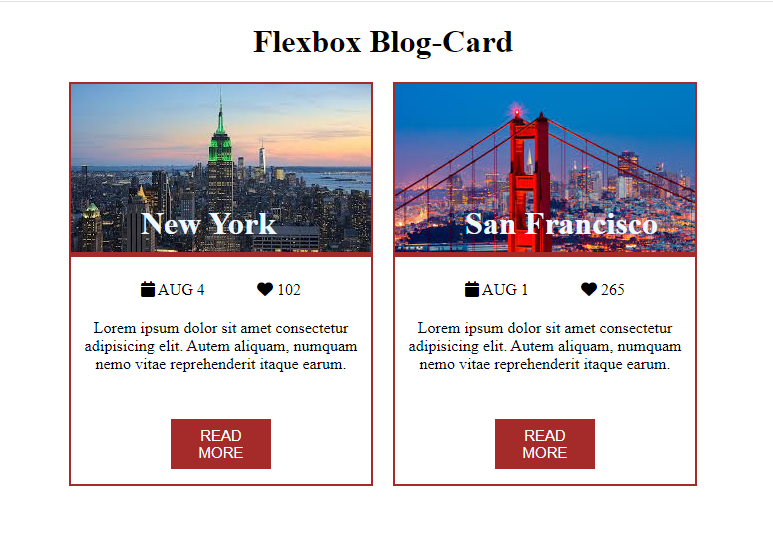 Flexbox Blog-Card
New York
AUG 4 102
Lorem ipsum dolor sit amet consectetur
adipisicing elit. Autem aliquam, numquam
nemo vitae reprehenderit itaque earum.
READ
MORE
San Francisco
AUG 1 265
Lorem ipsum dolor sit amet consectetur
adipisicing elit. Autem aliquam, numquam
nemo vitae reprehenderit itaque earum.
READ
MORE